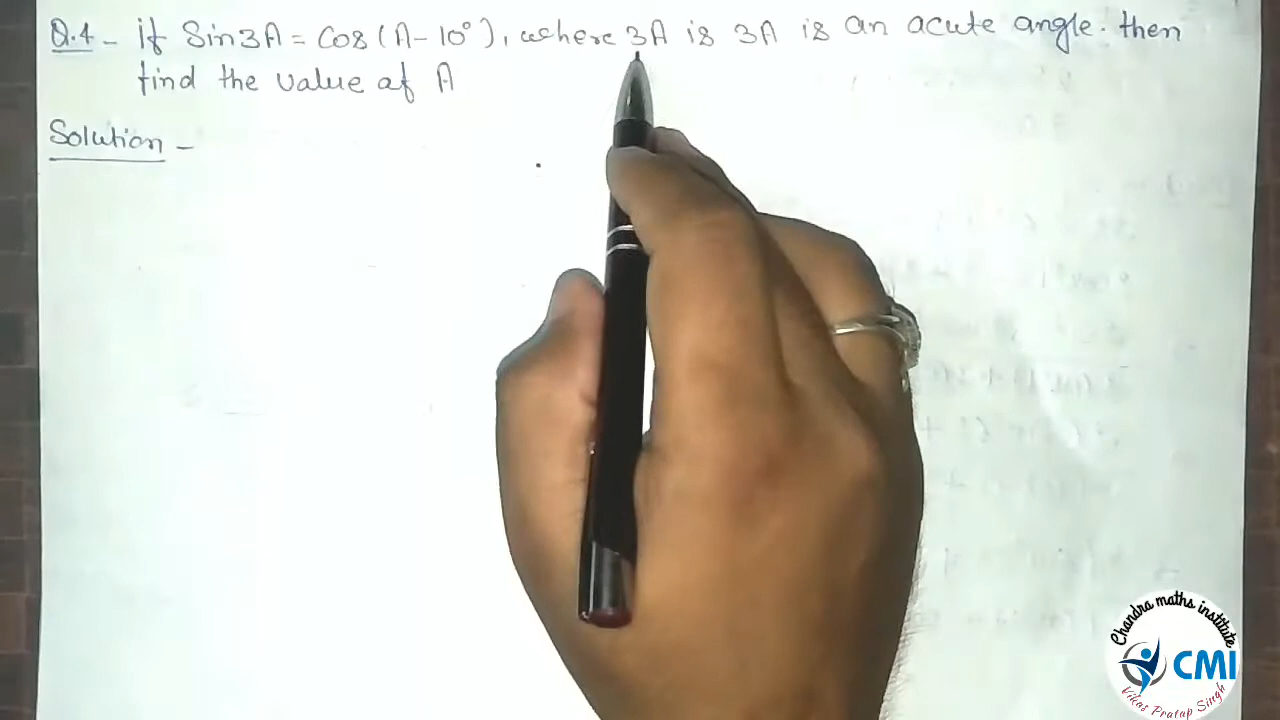 Q.4 - If Sin3A = Cos (A - 10°), where 3A is 3A is an acute angle. then
find the value of A
Solution -
Chandra maths institute
CMI
Vikas Pratap Singh